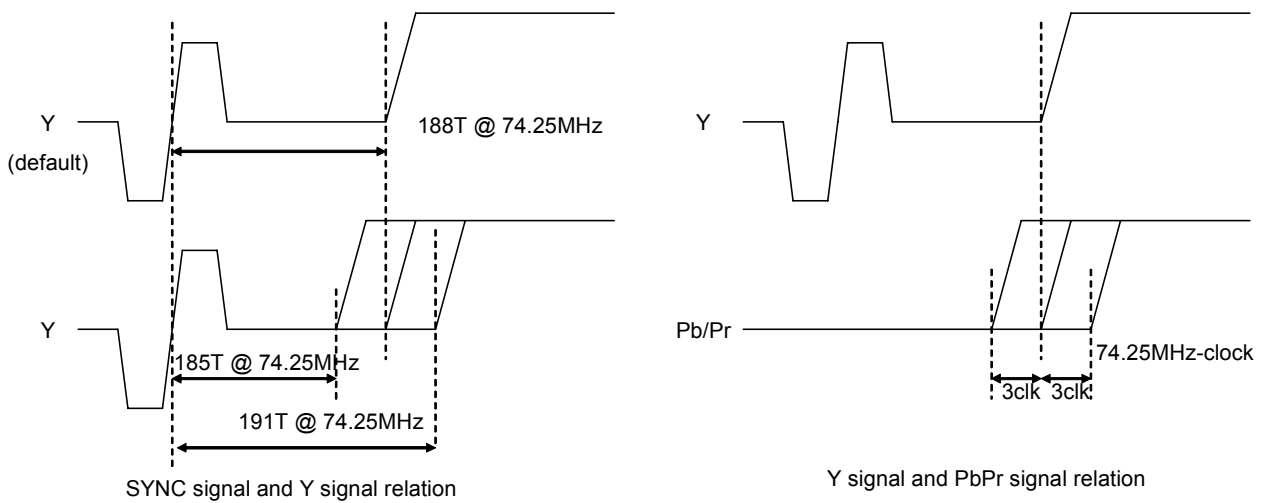 Y
(default)
188T @ 74.25MHz
Y
185T @ 74.25MHz
191T @ 74.25MHz
SYNC signal and Y signal relation
Y
Pb/Pr
74.25MHz-clock
3clk 3clk
Y signal and PbPr signal relation